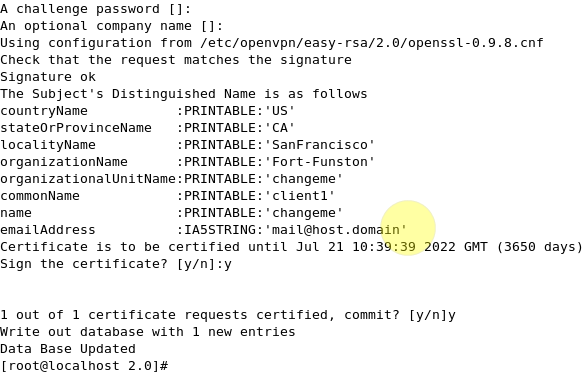 A challenge password []:
An optional company name []:
Using configuration from /etc/openvpn/easy-rsa/2.0/openssl-0.9.8.cnf
Check that the request matches the signature
Signature ok
The Subject's Distinguished Name is as follows
countryName           :PRINTABLE:'US'
stateOrProvinceName   :PRINTABLE:'CA'
localityName          :PRINTABLE:'SanFrancisco'
organizationName      :PRINTABLE:'Fort-Funston'
organizationalUnitName:PRINTABLE:'changeme'
commonName            :PRINTABLE:'client1'
name                  :PRINTABLE:'changeme'
emailAddress          :IA5STRING:'mail@host.domain'
Certificate is to be certified until Jul 21 10:39:39 2022 GMT (3650 days)
Sign the certificate? [y/n]:y
1 out of 1 certificate requests certified, commit? [y/n]y
Write out database with 1 new entries
Data Base Updated
[root@localhost 2.0]#